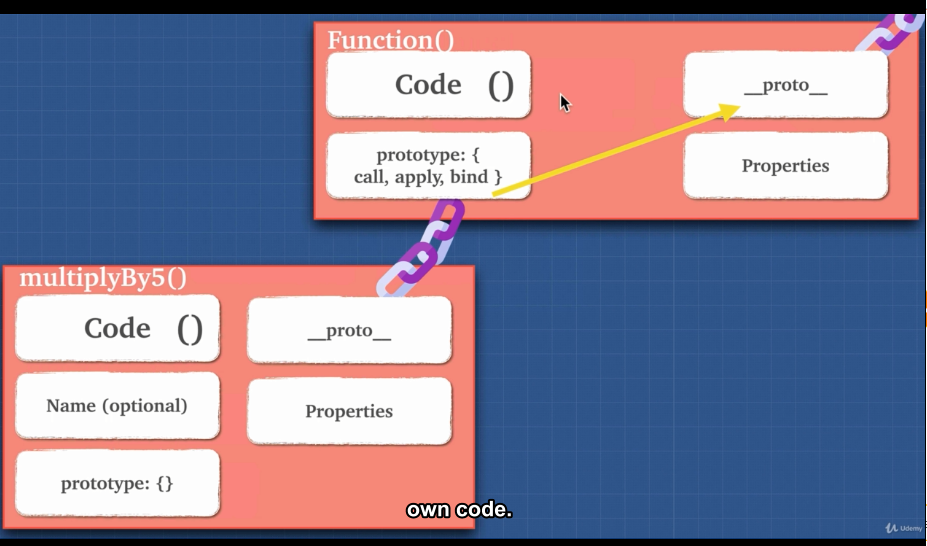 Function()
Code ()
__proto__
prototype: {
call, apply, bind }
Properties
multiplyBy5()
Code ()
__proto__
Name (optional)
Properties
prototype: {}
own code.
Udemy